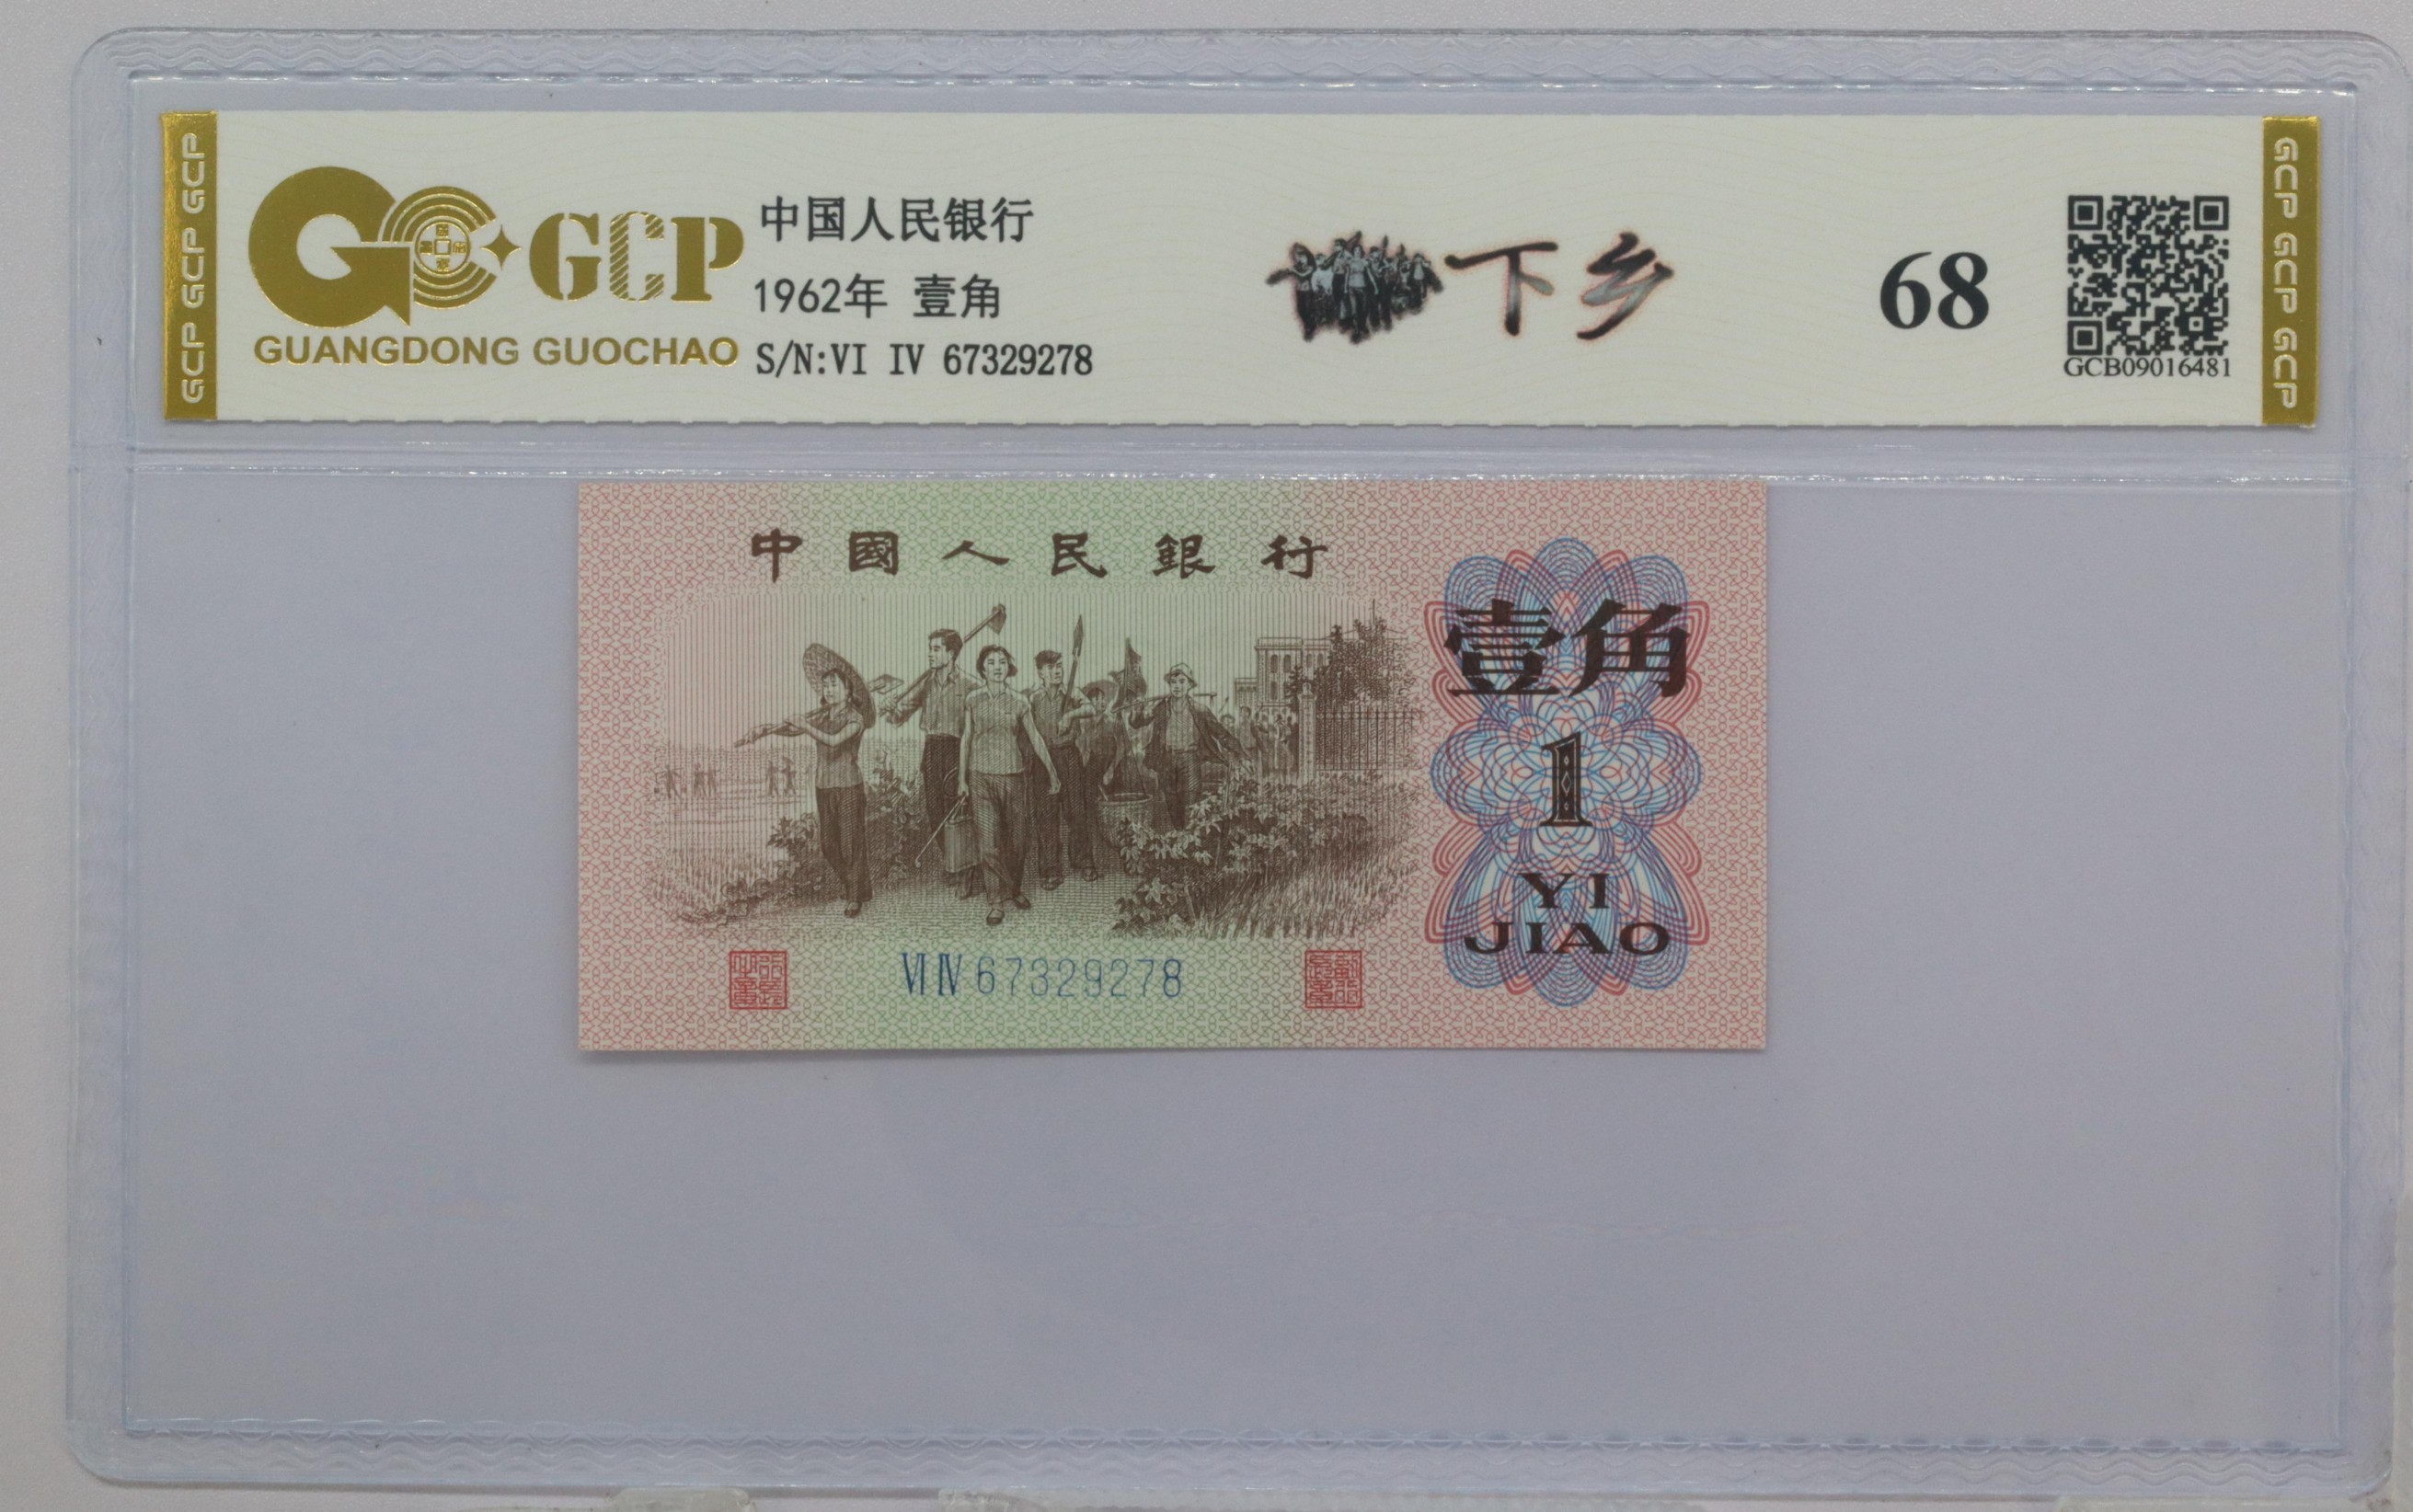 GCP GCP GCP
GCP
GUANGDONG GUOCHAO
中国人民银行
1962年 壹角
S/N:VI IV 67329278
下乡
68
GCB09016481
GCP GCP GCP
中國人民銀行
壹角
1
YI
JIAO
VI IV 67329278